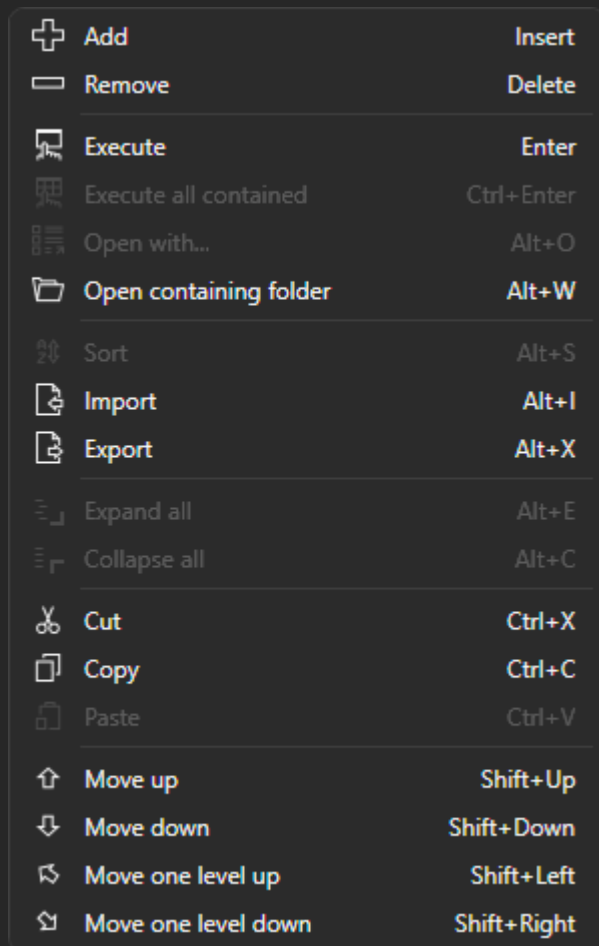 Add Insert
Remove Delete
Execute Enter
Execute all contained Ctrl+Enter
Open with... Alt+O
Open containing folder Alt+W
Sort Alt+S
Import Alt+I
Export Alt+X
Expand all Alt+E
Collapse all Alt+C
Cut Ctrl+X
Copy Ctrl+C
Paste Ctrl+V
Move up Shift+Up
Move down Shift+Down
Move one level up Shift+Left
Move one level down Shift+Right